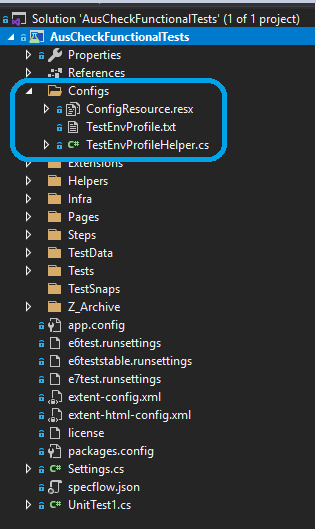 Solution 'AusCheckFunctionalTests' (1 of 1 project)
AusCheckFunctionalTests
Properties
References
Configs
ConfigResource.resx
TestEnvProfile.txt
C# TestEnvProfileHelper.cs
Extensions
Helpers
Infra
Pages
Steps
TestData
Tests
TestSnaps
Z_Archive
app.config
e6test.runsettings
e6teststable.runsettings
e7test.runsettings
extent-config.xml
extent-html-config.xml
license
packages.config
C# Settings.cs
specflow.json
C# UnitTest1.cs